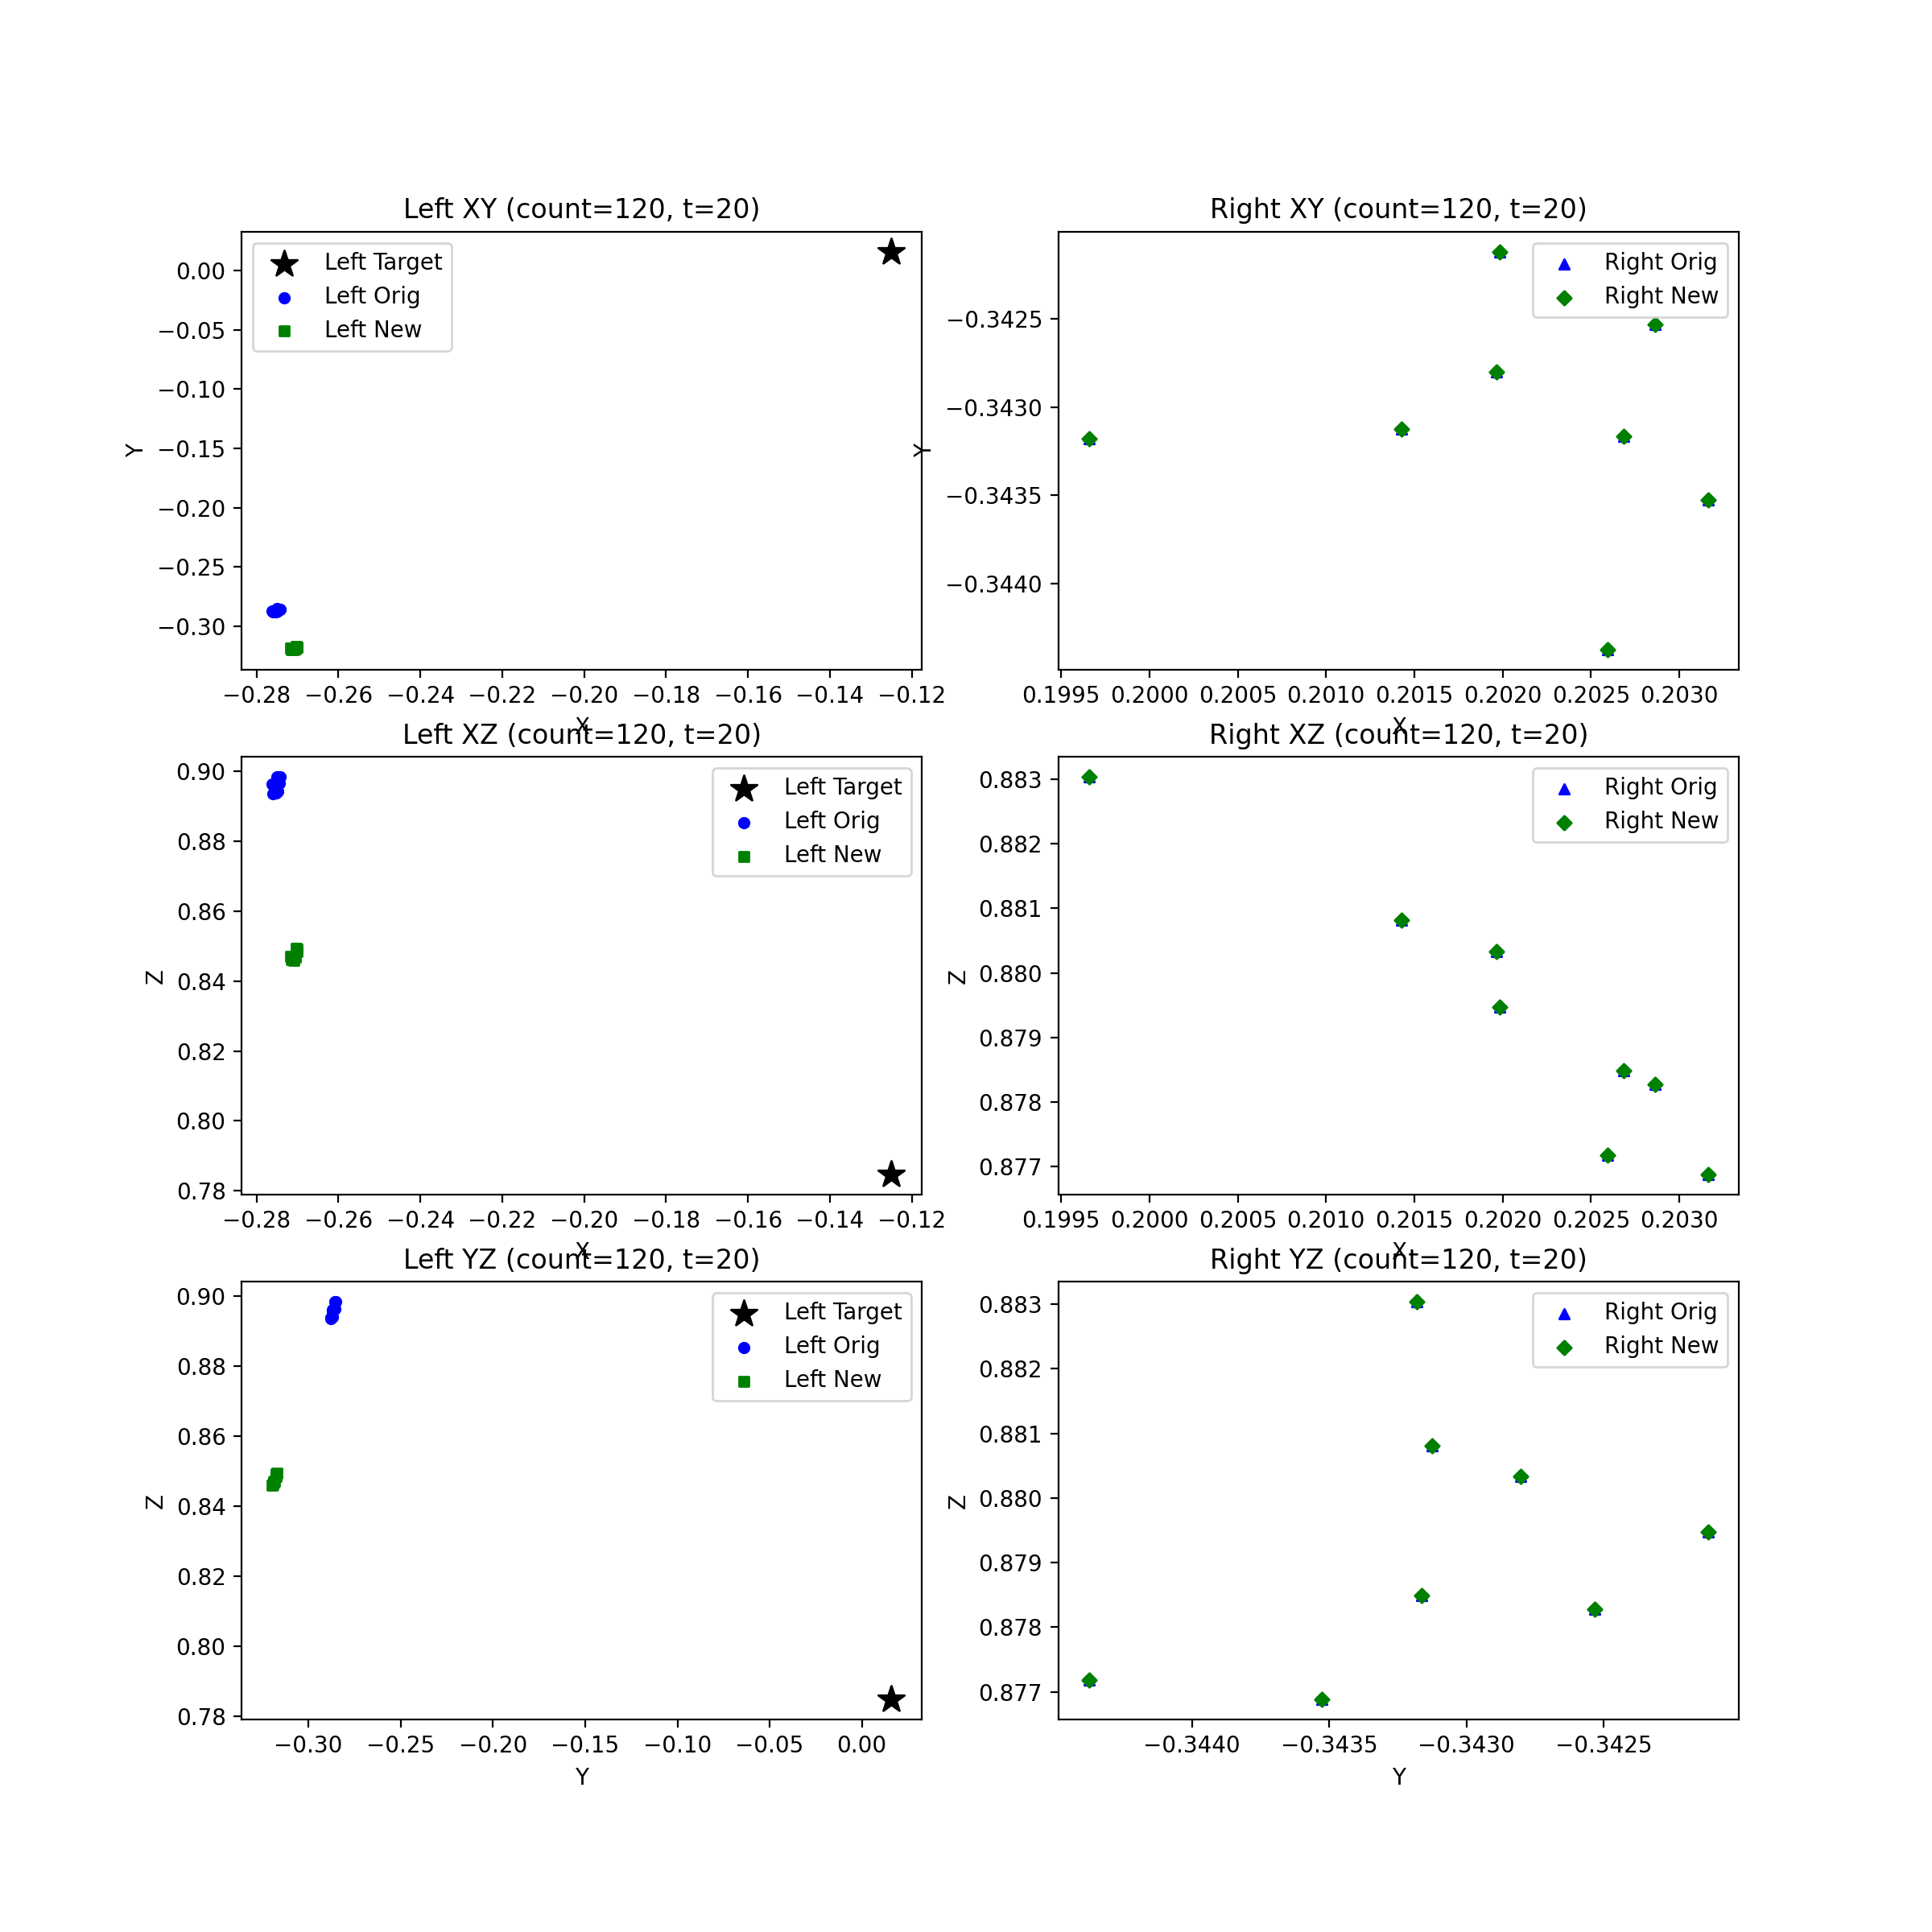 Left XY (count=120, t=20)
Left Target
Left Orig
Left New
0.00
−0.05
−0.10
−0.15
−0.20
−0.25
−0.30
Y
−0.28 −0.26 −0.24 −0.22 −0.20 −0.18 −0.16 −0.14 −0.12
X
Right XY (count=120, t=20)
Right Orig
Right New
−0.3425
−0.3430
−0.3435
−0.3440
Y
0.1995 0.2000 0.2005 0.2010 0.2015 0.2020 0.2025 0.2030
X
Left XZ (count=120, t=20)
Left Target
Left Orig
Left New
0.90
0.88
0.86
0.84
0.82
0.80
0.78
Z
−0.28 −0.26 −0.24 −0.22 −0.20 −0.18 −0.16 −0.14 −0.12
X
Right XZ (count=120, t=20)
Right Orig
Right New
0.883
0.882
0.881
0.880
0.879
0.878
0.877
Z
0.1995 0.2000 0.2005 0.2010 0.2015 0.2020 0.2025 0.2030
X
Left YZ (count=120, t=20)
Left Target
Left Orig
Left New
0.90
0.88
0.86
0.84
0.82
0.80
0.78
Z
−0.30 −0.25 −0.20 −0.15 −0.10 −0.05 0.00
Y
Right YZ (count=120, t=20)
Right Orig
Right New
0.883
0.882
0.881
0.880
0.879
0.878
0.877
Z
−0.3440 −0.3435 −0.3430 −0.3425
Y